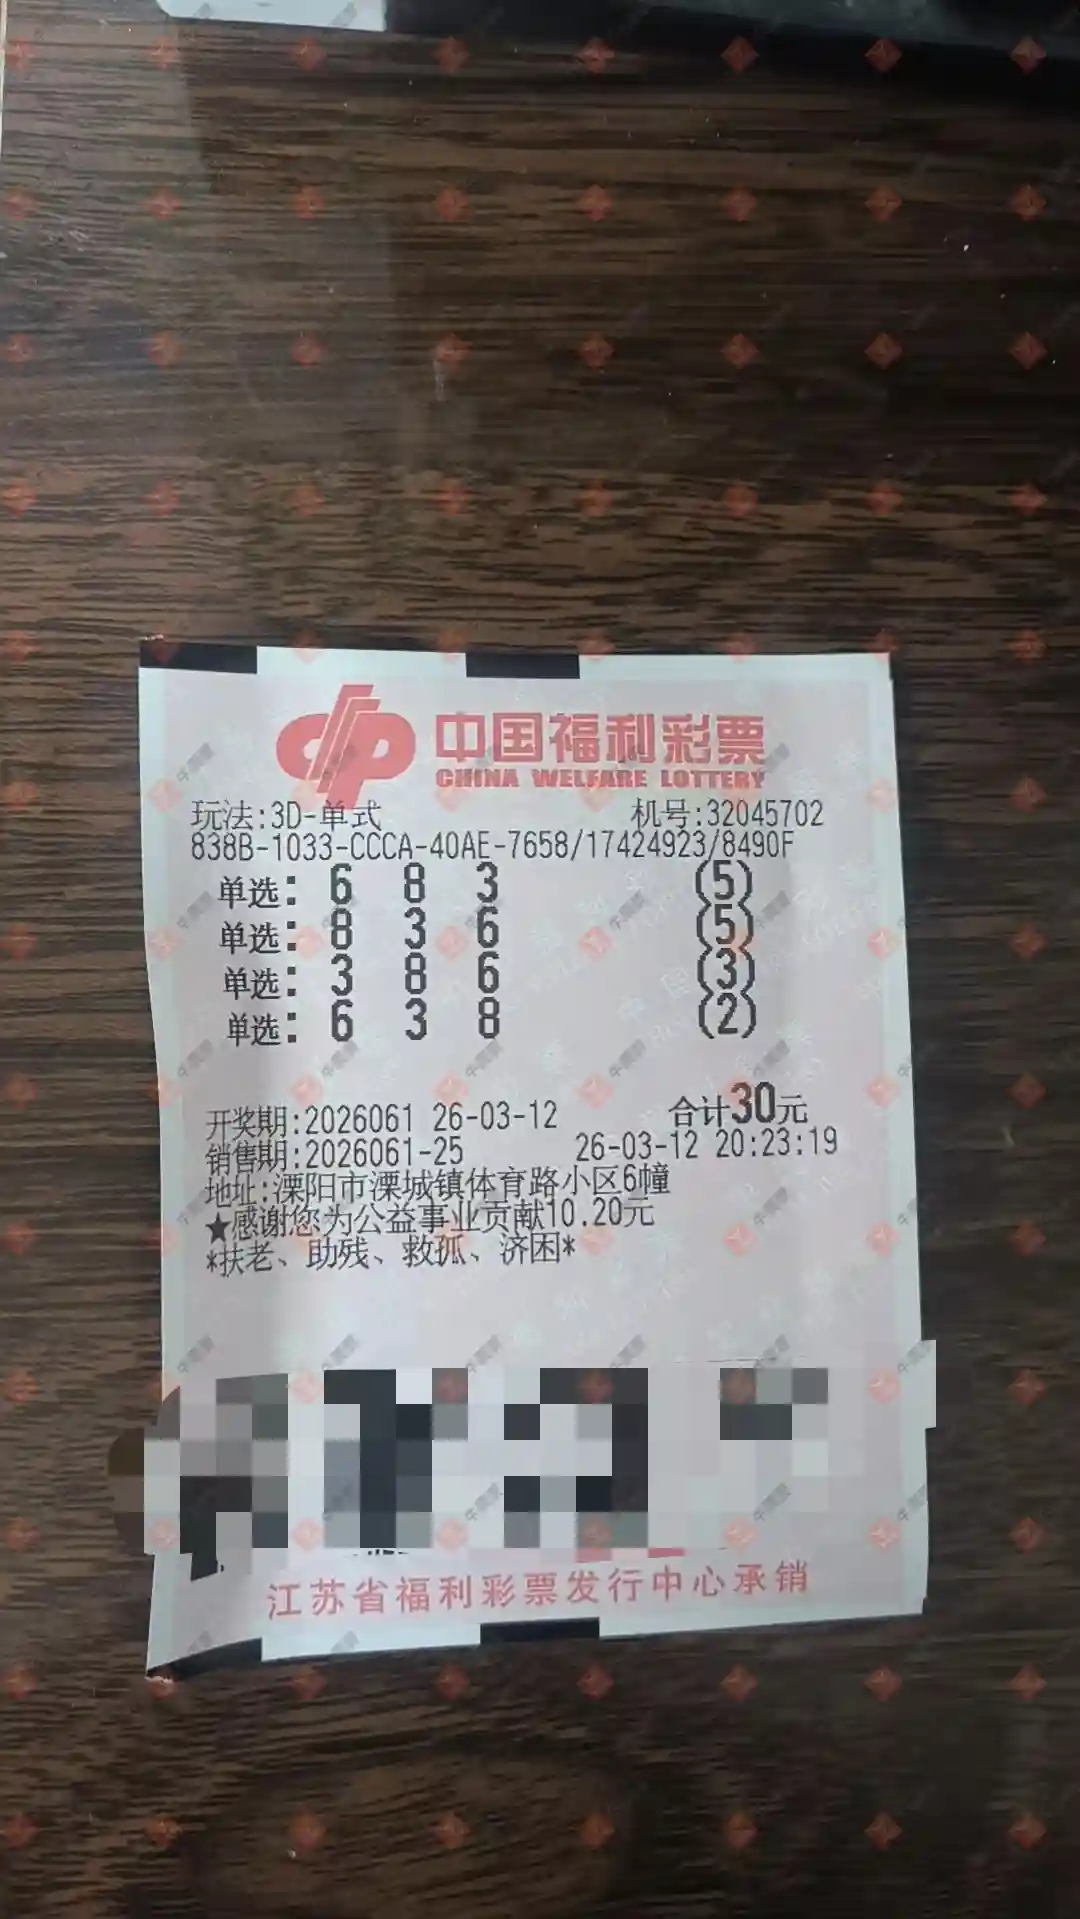 中国福利彩票
CHINA WELFARE LOTTERY
玩法:3D-单式 机号:32045702
838B-1033-CCCA-40AE-7658/17424923/8490F
单选: 6 8 3 (5)
单选: 8 3 6 (5)
单选: 3 8 6 (3)
单选: 6 3 8 (2)
开奖期:2026061 26-03-12 合计30元
销售期:2026061-25 26-03-12 20:23:19
地址:溧阳市溧城镇体育路小区6幢
★感谢您为公益事业贡献10.20元
*扶老、助残、救孤、济困*
江苏省福利彩票发行中心承销